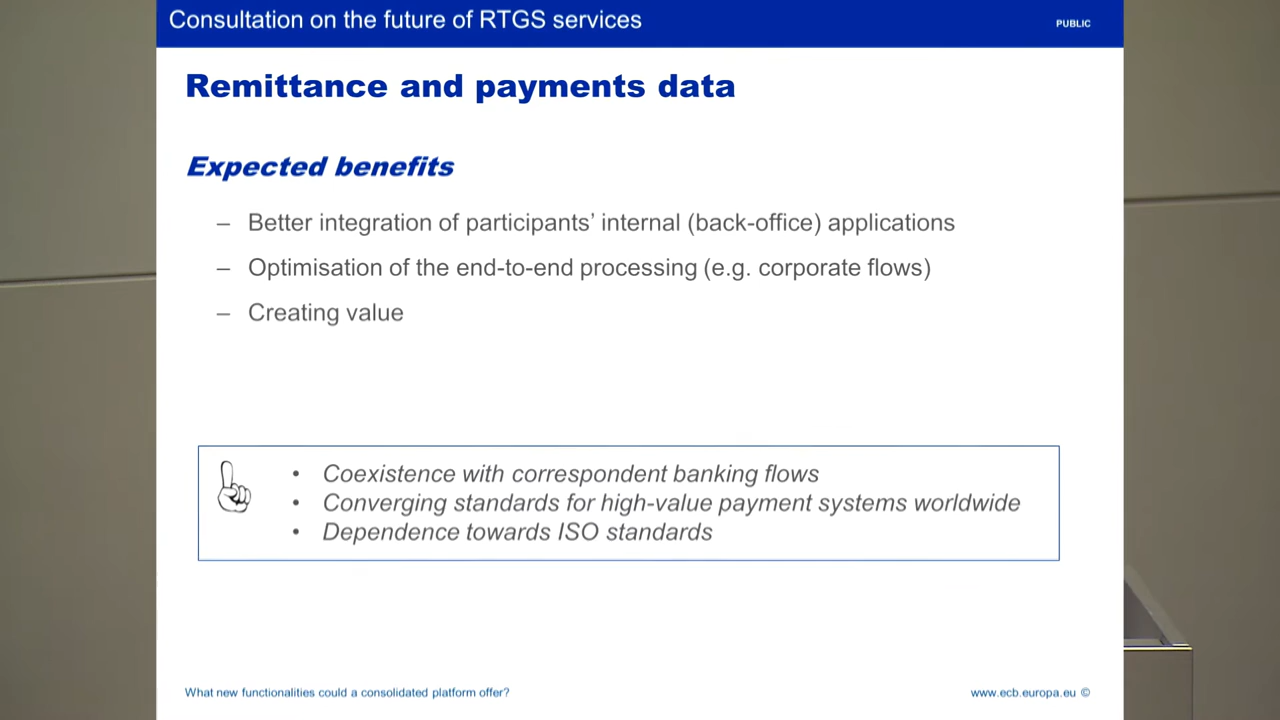 Consultation on the future of RTGS services
PUBLIC
Remittance and payments data
Expected benefits
– Better integration of participants’ internal (back-office) applications
– Optimisation of the end-to-end processing (e.g. corporate flows)
– Creating value
• Coexistence with correspondent banking flows
• Converging standards for high-value payment systems worldwide
• Dependence towards ISO standards
What new functionalities could a consolidated platform offer?
www.ecb.europa.eu ©